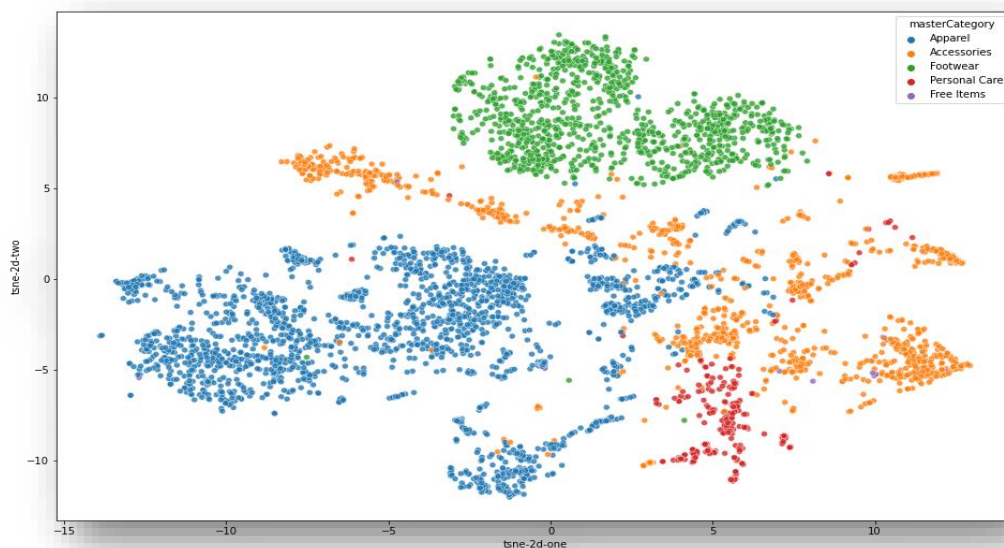 masterCategory
Apparel
Accessories
Footwear
Personal Care
Free Items
10
5
0
−5
−10
tsne-2d-two
−15
−10
−5
0
5
10
tsne-2d-one